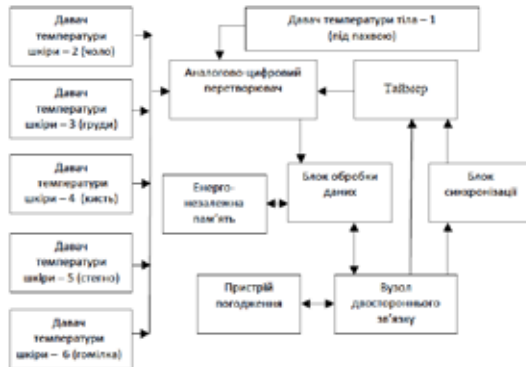 Давач
температури
шкіри – 2 (чоло)
Давач температури тіла – 1
(під пахвою)
Аналогово-цифровий
перетворювач
Таймер
Давач
температури
шкіри – 3 (груди)
Давач
температури
шкіри – 4 (кисть)
Енерго-
незалежна
пам'ять
Блок обробки
даних
Блок
синхронізації
Давач
температури
шкіри – 5 (стегно)
Пристрій
погодження
Вузол
двостороннього
зв'язку
Давач
температури
шкіри – 6 (гомілка)